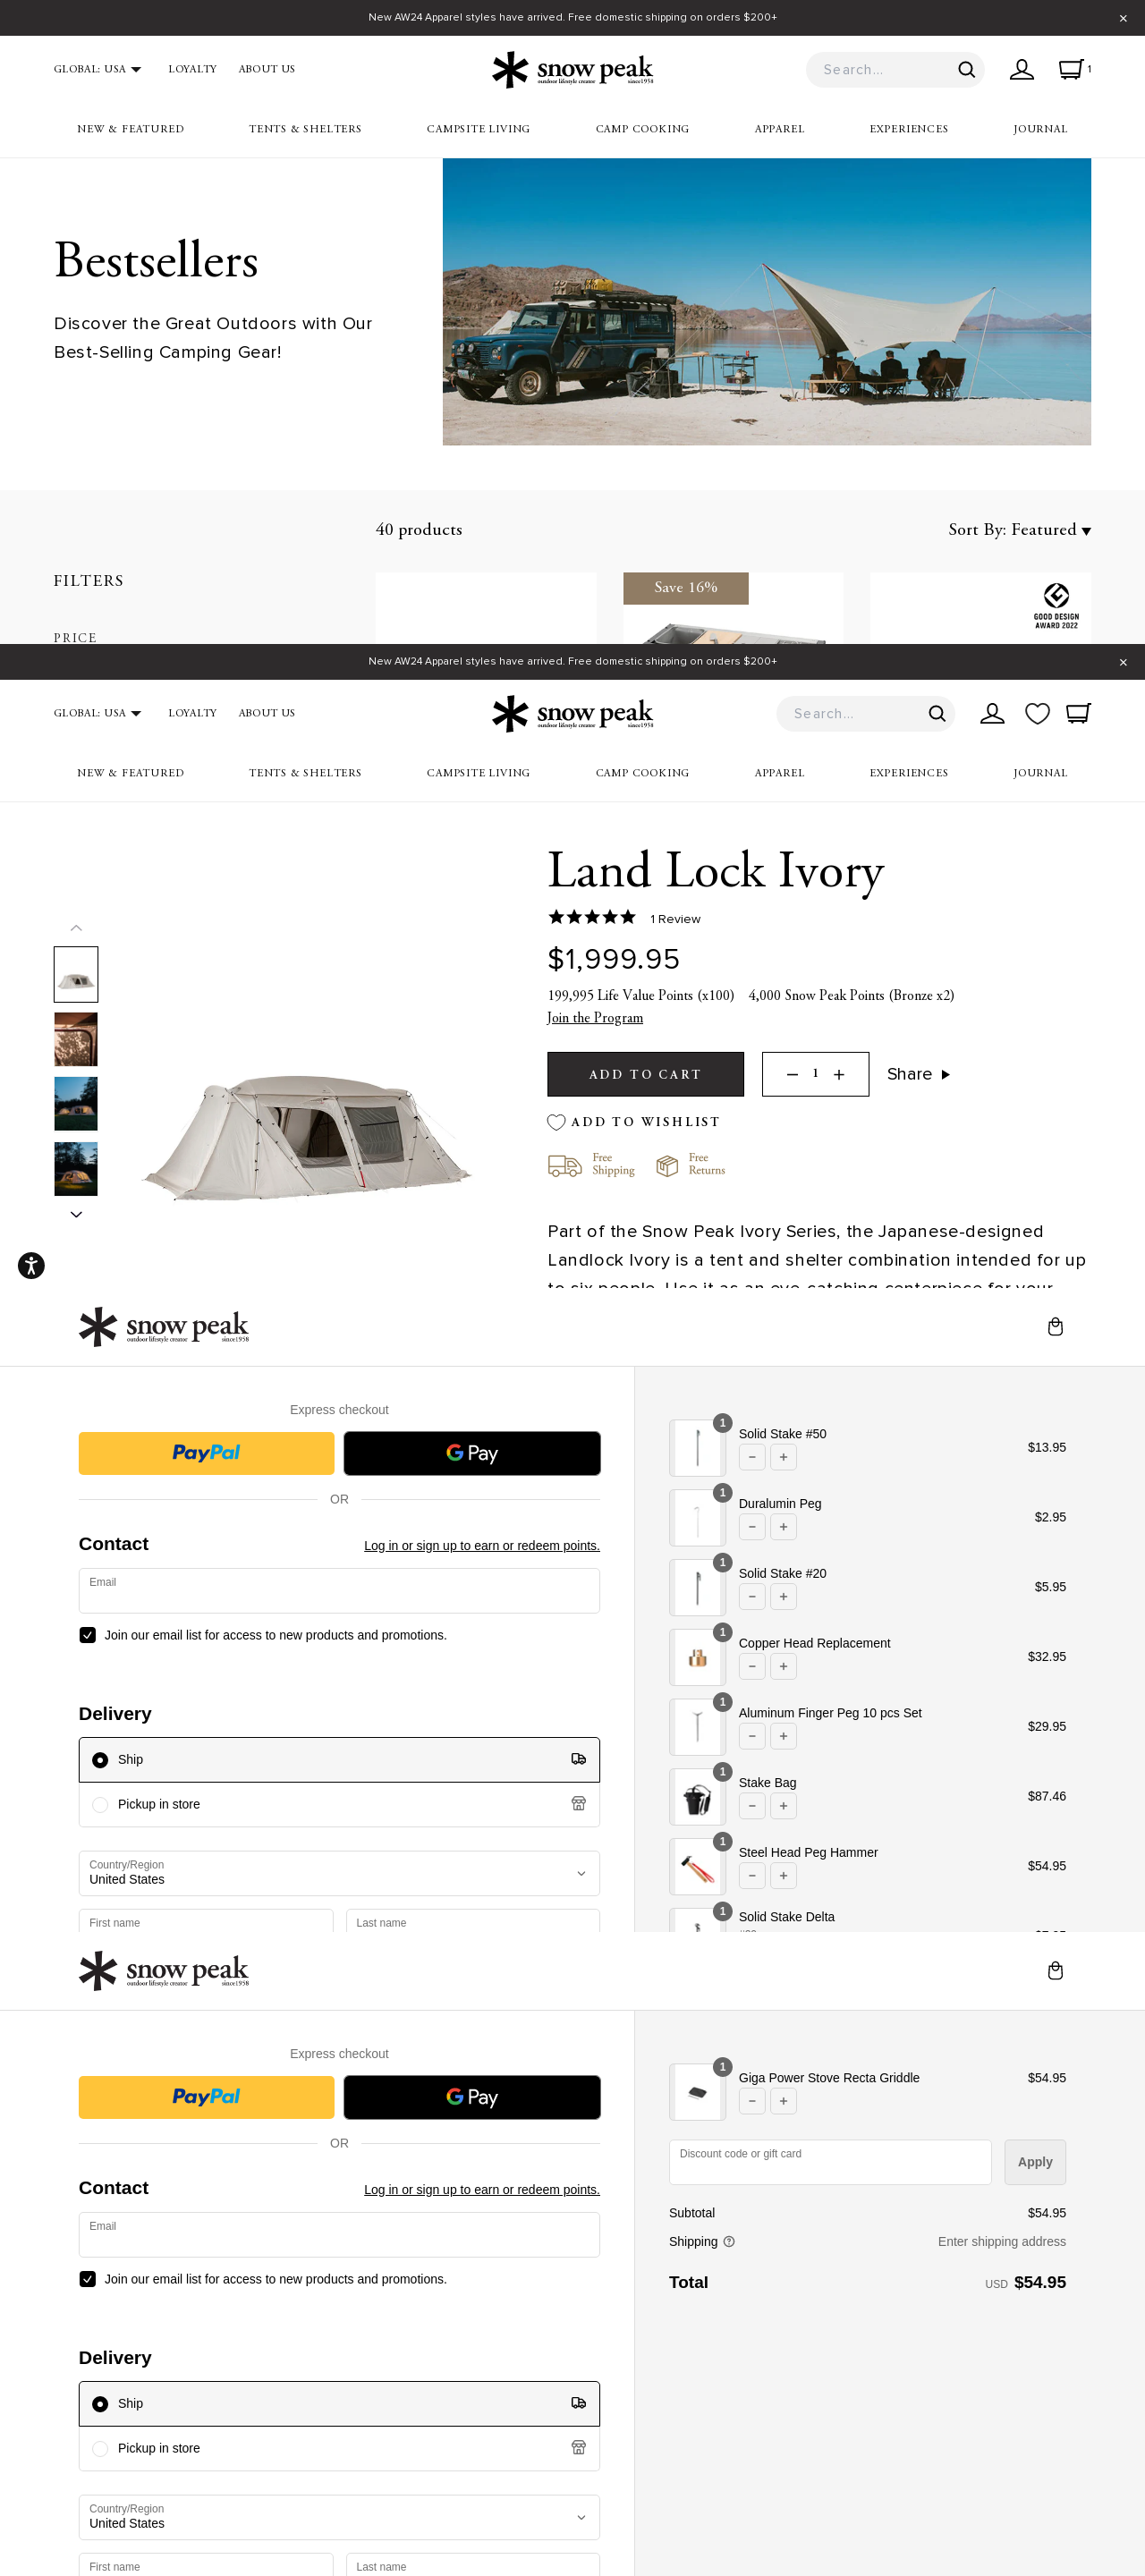 New AW24 Apparel styles have arrived. Free domestic shipping on orders $200+
×
GLOBAL: USA LOYALTY ABOUT US
snow peak
outdoor lifestyle creator since1958
Search...
1
NEW & FEATURED TENTS & SHELTERS CAMPSITE LIVING CAMP COOKING APPAREL EXPERIENCES JOURNAL
Bestsellers
Discover the Great Outdoors with Our
Best-Selling Camping Gear!
40 products
Sort By: Featured
FILTERS
PRICE
Save 16%
GOOD DESIGN
AWARD 2022
New AW24 Apparel styles have arrived. Free domestic shipping on orders $200+
×
GLOBAL: USA LOYALTY ABOUT US
snow peak
outdoor lifestyle creator since1958
Search...
NEW & FEATURED TENTS & SHELTERS CAMPSITE LIVING CAMP COOKING APPAREL EXPERIENCES JOURNAL
Land Lock Ivory
1 Review
$1,999.95
199,995 Life Value Points (x100) 4,000 Snow Peak Points (Bronze x2)
Join the Program
ADD TO CART
− 1 +
Share
ADD TO WISHLIST
Free Shipping
Free Returns
Part of the Snow Peak Ivory Series, the Japanese-designed
Landlock Ivory is a tent and shelter combination intended for up
to six people. Use it as an eye-catching centerpiece for your
snow peak
outdoor lifestyle creator since1958
Express checkout
PayPal
G Pay
OR
Contact
Log in or sign up to earn or redeem points.
Email
Join our email list for access to new products and promotions.
Delivery
Ship
Pickup in store
Country/Region
United States
First name
Last name
1
Solid Stake #50
$13.95
− +
1
Duralumin Peg
$2.95
− +
1
Solid Stake #20
$5.95
− +
1
Copper Head Replacement
$32.95
− +
1
Aluminum Finger Peg 10 pcs Set
$29.95
− +
1
Stake Bag
$87.46
− +
1
Steel Head Peg Hammer
$54.95
− +
1
Solid Stake Delta
snow peak
outdoor lifestyle creator since1958
Express checkout
PayPal
G Pay
OR
Contact
Log in or sign up to earn or redeem points.
Email
Join our email list for access to new products and promotions.
Delivery
Ship
Pickup in store
Country/Region
United States
First name
Last name
1
Giga Power Stove Recta Griddle
$54.95
− +
Discount code or gift card
Apply
Subtotal
$54.95
Shipping
Enter shipping address
Total
USD $54.95